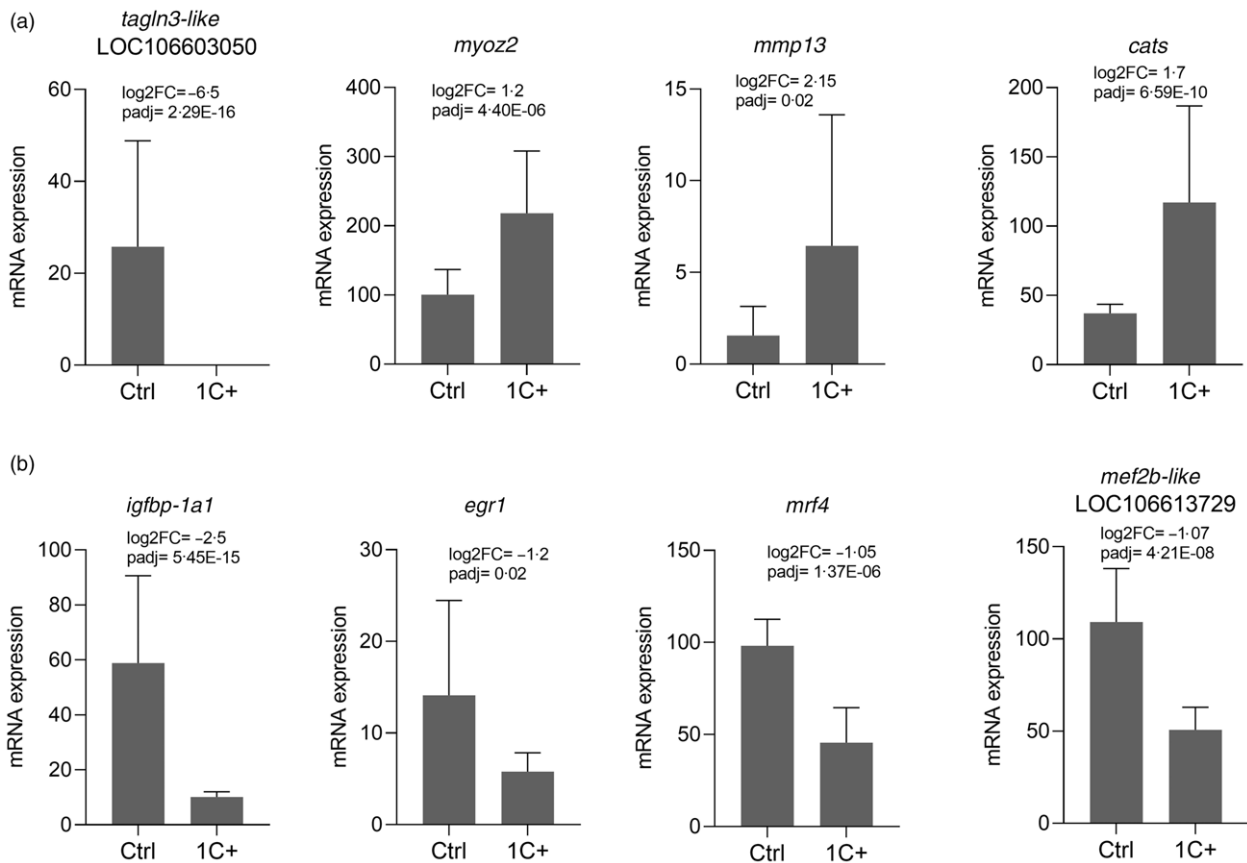 (a)
tagln3-like
LOC106603050
log2FC= −6·5
padj= 2·29E-16
mRNA expression
60
40
20
0
Ctrl 1C+
myoz2
log2FC= 1·2
padj= 4·40E-06
mRNA expression
400
300
200
100
0
Ctrl 1C+
mmp13
log2FC= 2·15
padj= 0·02
mRNA expression
15
10
5
0
Ctrl 1C+
cats
log2FC= 1·7
padj= 6·59E-10
mRNA expression
200
150
100
50
0
Ctrl 1C+
(b)
igfbp-1a1
log2FC= −2·5
padj= 5·45E-15
mRNA expression
100
80
60
40
20
0
Ctrl 1C+
egr1
log2FC= −1·2
padj= 0·02
mRNA expression
30
20
10
0
Ctrl 1C+
mrf4
log2FC= −1·05
padj= 1·37E-06
mRNA expression
150
100
50
0
Ctrl 1C+
mef2b-like
LOC106613729
log2FC= −1·07
padj= 4·21E-08
mRNA expression
150
100
50
0
Ctrl 1C+